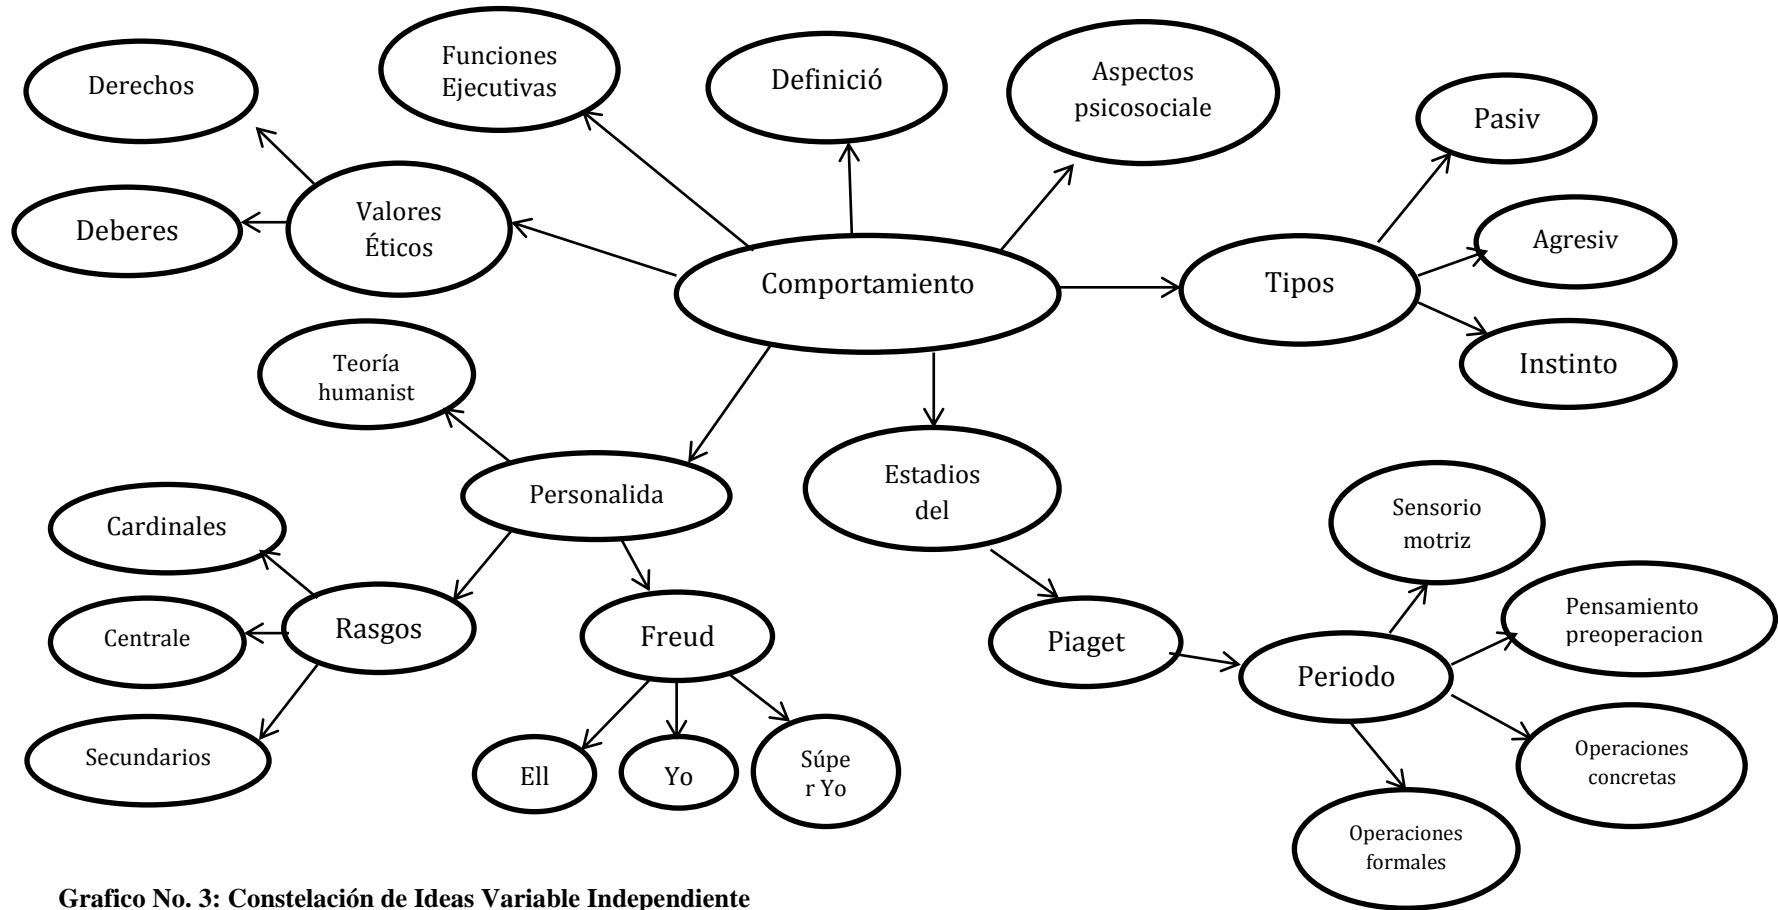 Derechos
Funciones
Ejecutivas
Definició
Aspectos
psicosociale
Pasiv
Deberes
Valores
Éticos
Comportamiento
Tipos
Agresiv
Instinto
Teoría
humanist
Personalida
Estadios
del
Cardinales
Sensorio
motriz
Centrale
Rasgos
Freud
Piaget
Periodo
Pensamiento
preoperacion
Secundarios
Ell
Yo
Súpe
r Yo
Operaciones
concretas
Operaciones
formales
Grafico No. 3: Constelación de Ideas Variable Independiente